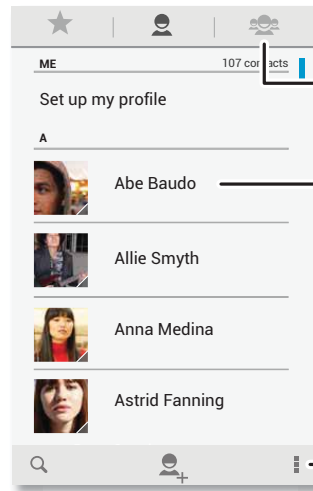 ME 107 contacts
Set up my profile
A
Abe Baudo
Allie Smyth
Anna Medina
Astrid Fanning